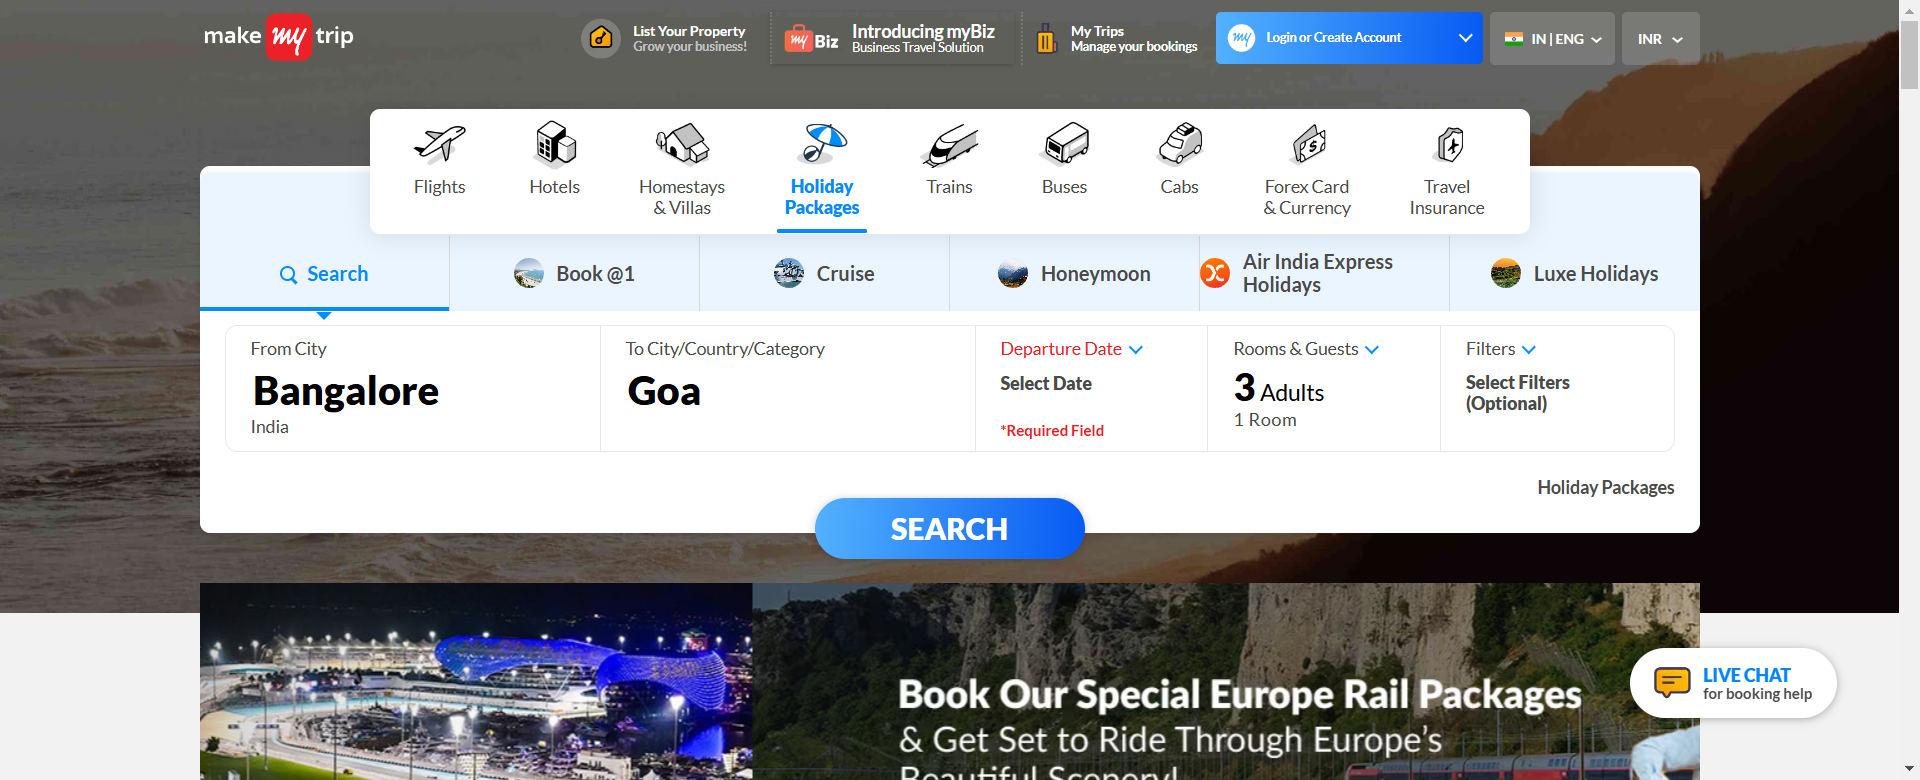 make my trip
List Your Property
Grow your business!
my Biz
Introducing myBiz
Business Travel Solution
My Trips
Manage your bookings
my
Login or Create Account
IN | ENG
INR
Flights
Hotels
Homestays
& Villas
Holiday
Packages
Trains
Buses
Cabs
Forex Card
& Currency
Travel
Insurance
Search
Book @1
Cruise
Honeymoon
Air India Express
Holidays
Luxe Holidays
From City
Bangalore
India
To City/Country/Category
Goa
Departure Date
Select Date
*Required Field
Rooms & Guests
3 Adults
1 Room
Filters
Select Filters
(Optional)
Holiday Packages
SEARCH
Book Our Special Europe Rail Packages
& Get Set to Ride Through Europe's
Beautiful Scenery!
LIVE CHAT
for booking help